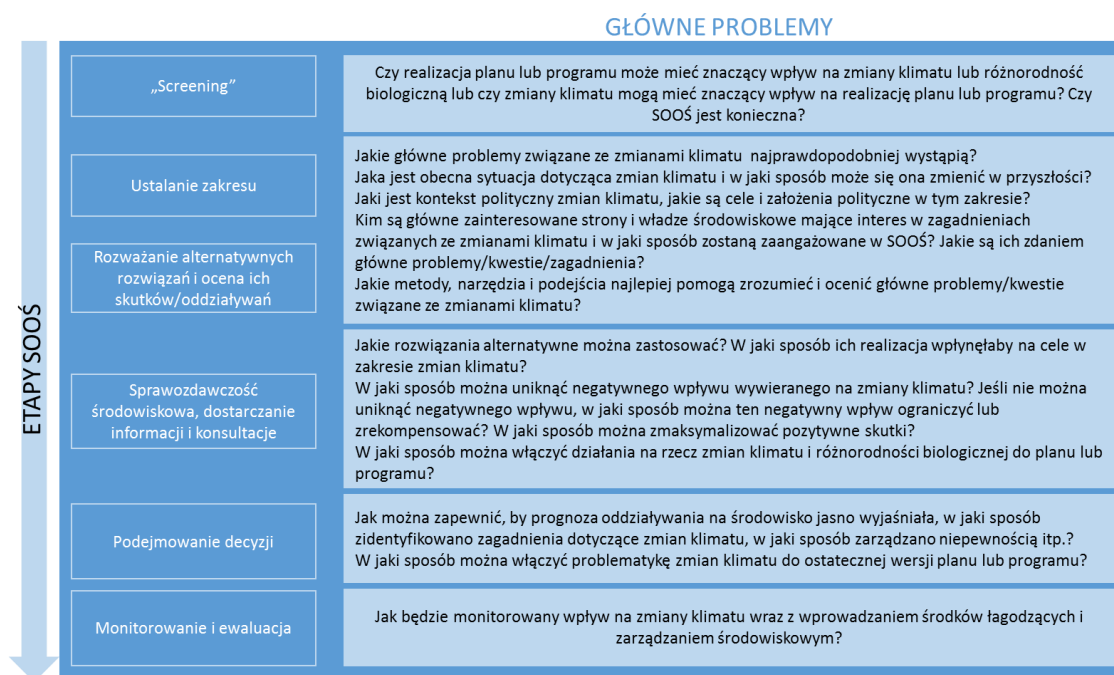 GŁÓWNE PROBLEMY
ETAPY SOOŚ
„Screening”
Czy realizacja planu lub programu może mieć znaczący wpływ na zmiany klimatu lub różnorodność
biologiczną lub czy zmiany klimatu mogą mieć znaczący wpływ na realizację planu lub programu? Czy
SOOŚ jest konieczna?
Ustalanie zakresu
Rozważanie alternatywnych
rozwiązań i ocena ich
skutków/oddziaływań
Jakie główne problemy związane ze zmianami klimatu najprawdopodobniej wystąpią?
Jaka jest obecna sytuacja dotycząca zmian klimatu i w jaki sposób może się ona zmienić w przyszłości?
Jaki jest kontekst polityczny zmian klimatu, jakie są cele i założenia polityczne w tym zakresie?
Kim są główne zainteresowane strony i władze środowiskowe mające interes w zagadnieniach
związanych ze zmianami klimatu i w jaki sposób zostaną zaangażowane w SOOŚ? Jakie są ich zdaniem
główne problemy/kwestie/zagadnienia?
Jakie metody, narzędzia i podejścia najlepiej pomogą zrozumieć i ocenić główne problemy/kwestie
związane ze zmianami klimatu?
Sprawozdawczość
środowiskowa, dostarczanie
informacji i konsultacje
Jakie rozwiązania alternatywne można zastosować? W jaki sposób ich realizacja wpłynęłaby na cele w
zakresie zmian klimatu?
W jaki sposób można uniknąć negatywnego wpływu wywieranego na zmiany klimatu? Jeśli nie można
uniknąć negatywnego wpływu, w jaki sposób można ten negatywny wpływ ograniczyć lub
zrekompensować? W jaki sposób można zmaksymalizować pozytywne skutki?
W jaki sposób można włączyć działania na rzecz zmian klimatu i różnorodności biologicznej do planu lub
programu?
Podejmowanie decyzji
Jak można zapewnić, by prognoza oddziaływania na środowisko jasno wyjaśniała, w jaki sposób
zidentyfikowano zagadnienia dotyczące zmian klimatu, w jaki sposób zarządzano niepewnością itp.?
W jaki sposób można włączyć problematykę zmian klimatu do ostatecznej wersji planu lub programu?
Monitorowanie i ewaluacja
Jak będzie monitorowany wpływ na zmiany klimatu wraz z wprowadzaniem środków łagodzących i
zarządzaniem środowiskowym?